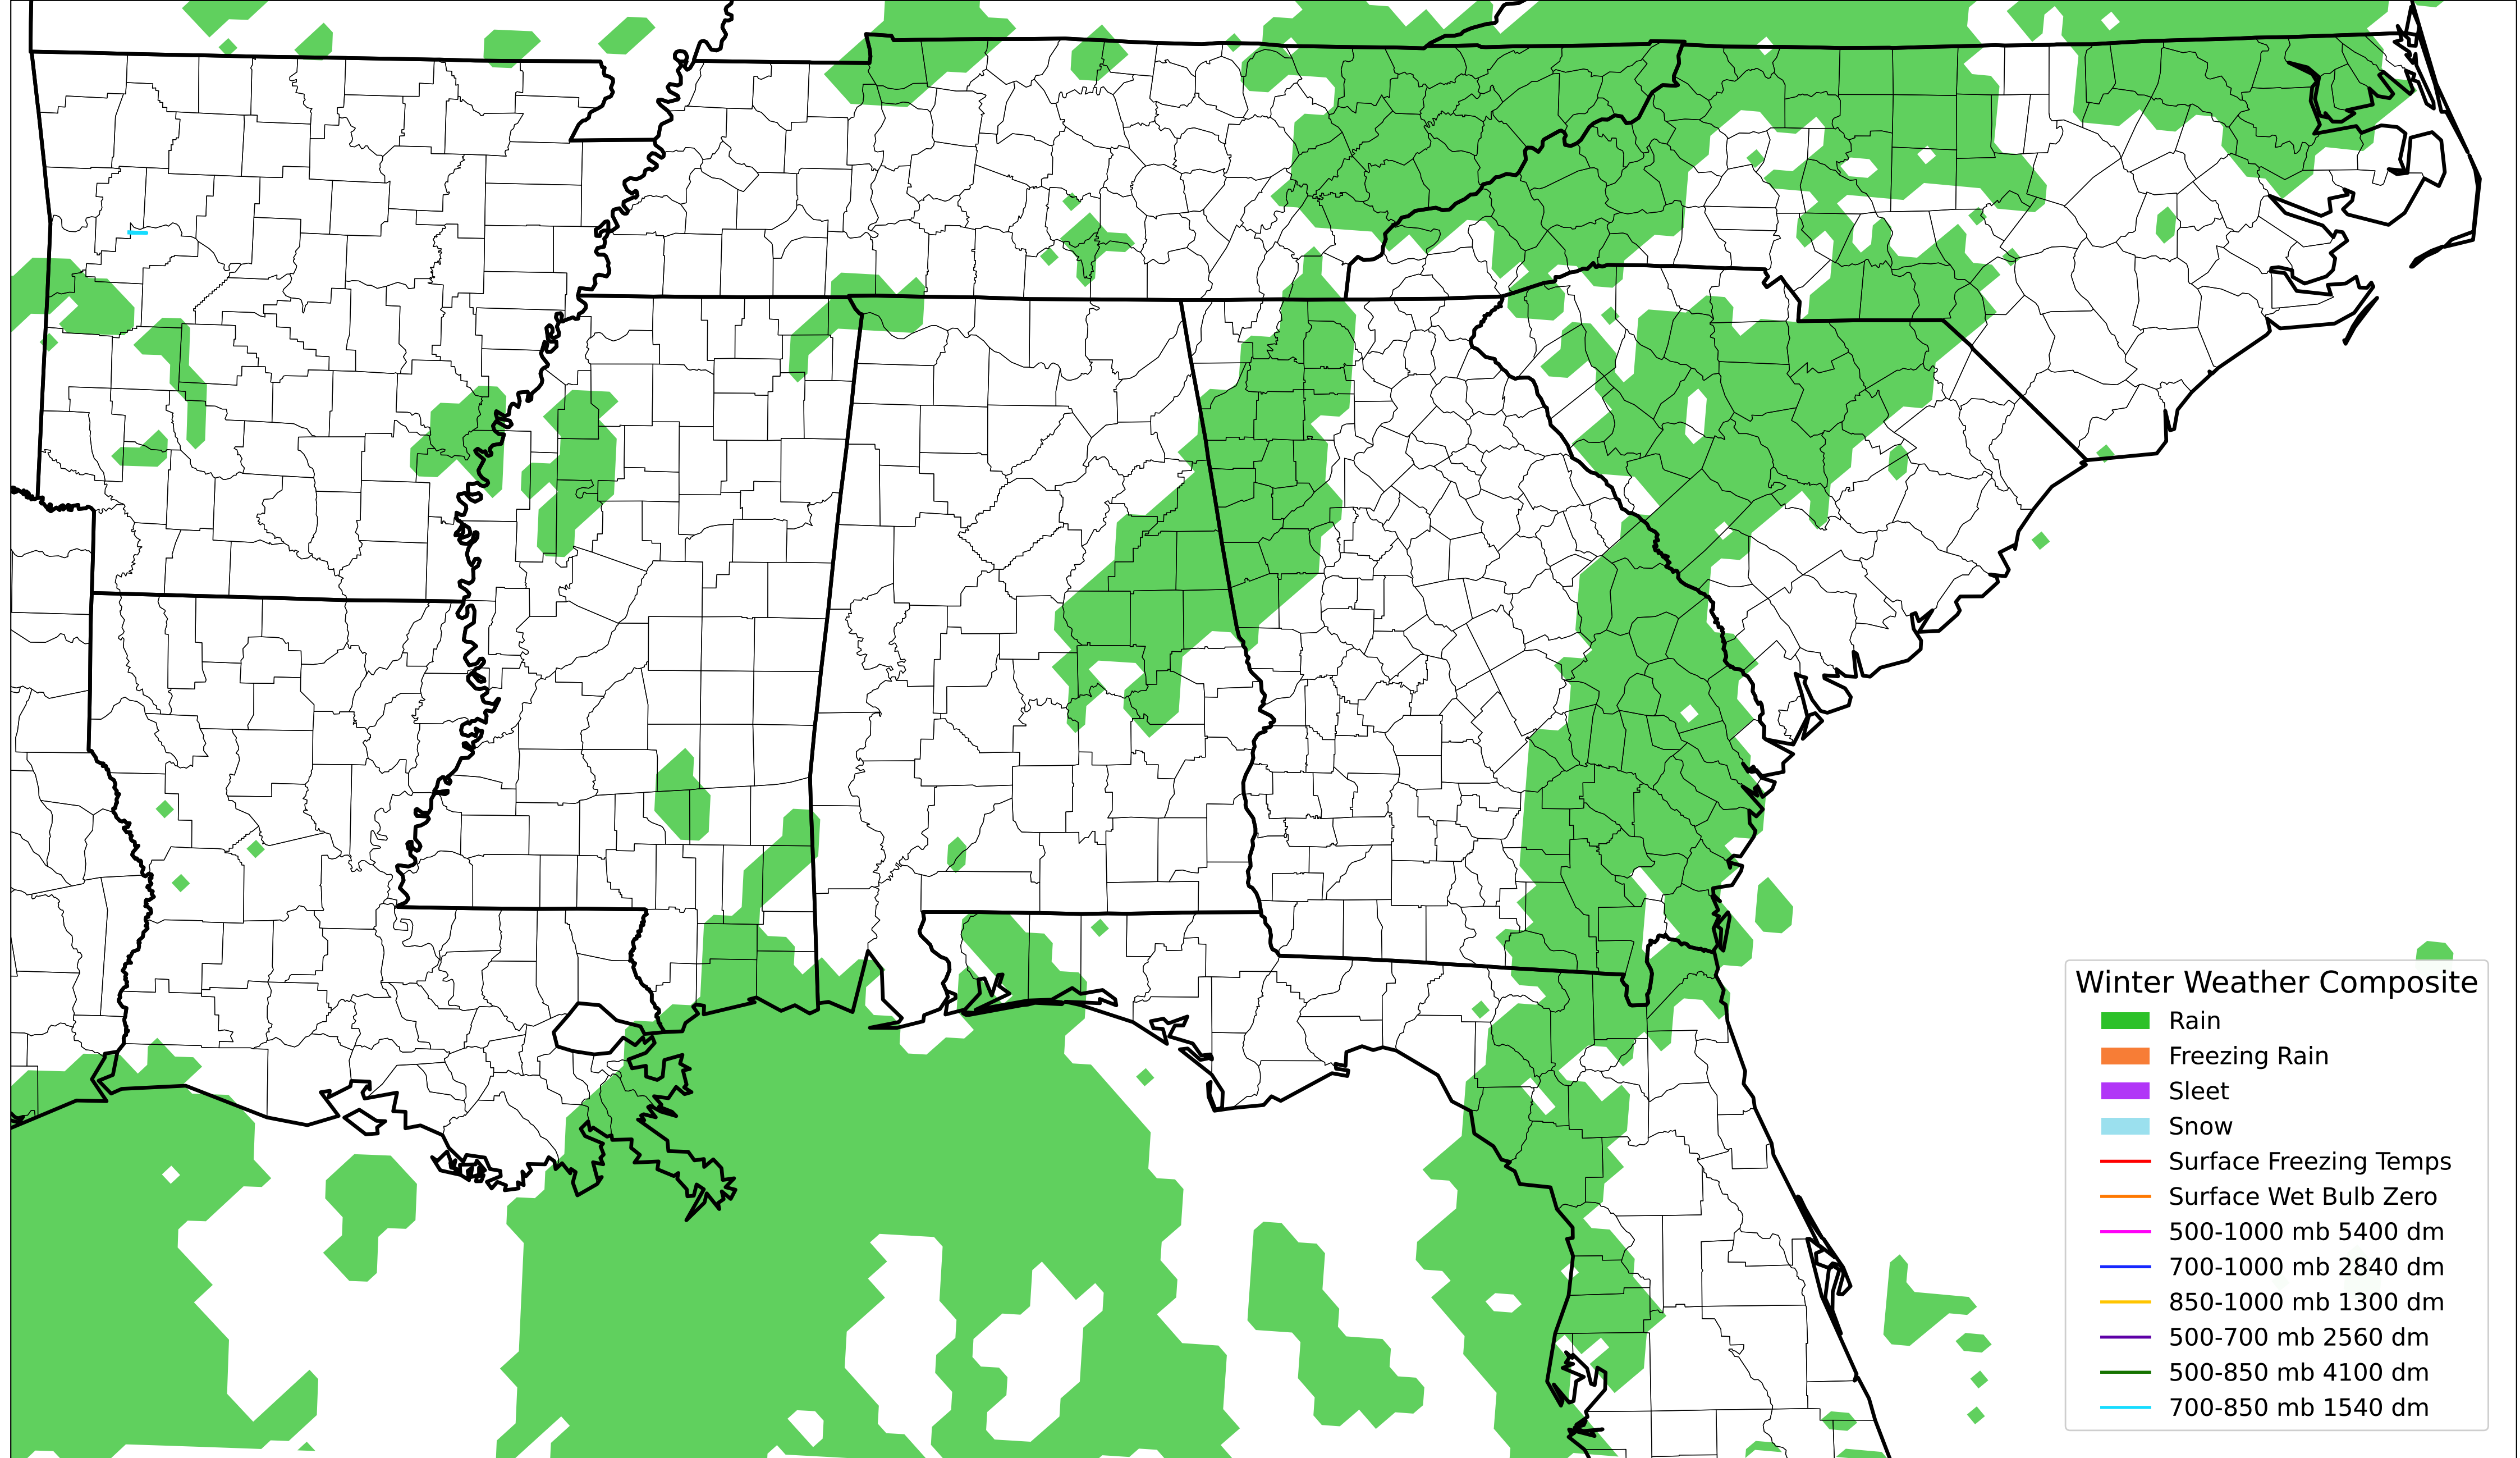 Winter Weather Composite
Rain
Freezing Rain
Sleet
Snow
Surface Freezing Temps
Surface Wet Bulb Zero
500-1000 mb 5400 dm
700-1000 mb 2840 dm
850-1000 mb 1300 dm
500-700 mb 2560 dm
500-850 mb 4100 dm
700-850 mb 1540 dm